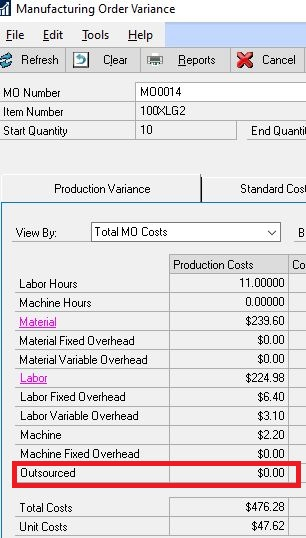 Manufacturing Order Variance
File Edit Tools Help
Refresh Clear Reports Cancel
MO Number MO0014
Item Number 100XLG2
Start Quantity 10 End Quanti
Production Variance Standard Cos
View By: Total MO Costs B
Production Costs Co
Labor Hours 11.00000
Machine Hours 0.00000
Material $239.60
Material Fixed Overhead $0.00
Material Variable Overhead $0.00
Labor $224.98
Labor Fixed Overhead $6.40
Labor Variable Overhead $3.10
Machine $2.20
Machine Fixed Overhead $0.00
Outsourced $0.00
Total Costs $476.28
Unit Costs $47.62